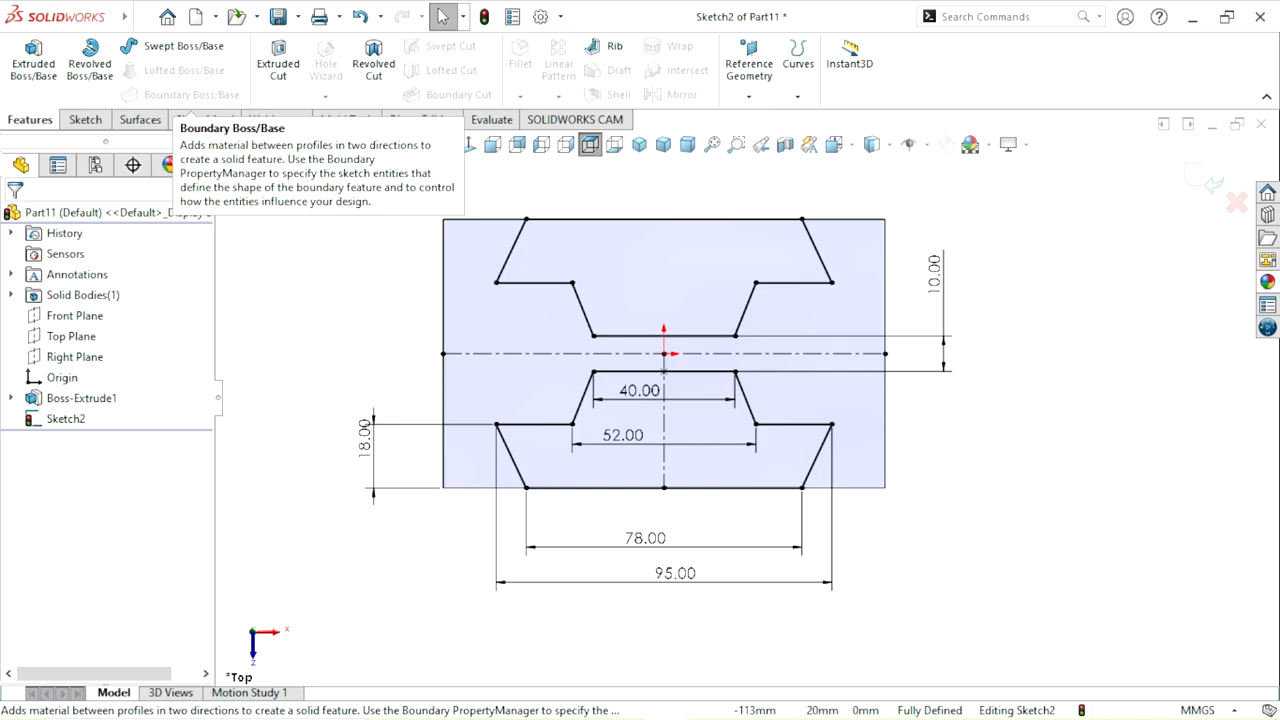 SOLIDWORKS
Sketch2 of Part11 *
Search Commands
Extruded Boss/Base
Revolved Boss/Base
Swept Boss/Base
Lofted Boss/Base
Boundary Boss/Base
Extruded Cut
Hole Wizard
Revolved Cut
Swept Cut
Lofted Cut
Boundary Cut
Fillet
Linear Pattern
Rib
Draft
Shell
Wrap
Intersect
Mirror
Reference Geometry
Curves
Instant3D
Features
Sketch
Surfaces
Evaluate
SOLIDWORKS CAM
Boundary Boss/Base
Adds material between profiles in two directions to
create a solid feature. Use the Boundary
PropertyManager to specify the sketch entities that
define the shape of the boundary feature and to control
how the entities influence your design.
Part11 (Default) <<Default>_Display S
History
Sensors
Annotations
Solid Bodies(1)
Front Plane
Top Plane
Right Plane
Origin
Boss-Extrude1
Sketch2
10.00
40.00
52.00
18.00
78.00
95.00
x
z
*Top
Model
3D Views
Motion Study 1
Adds material between profiles in two directions to create a solid feature. Use the Boundary PropertyManager to specify the ...
-113mm
20mm
0mm
Fully Defined
Editing Sketch2
MMGS